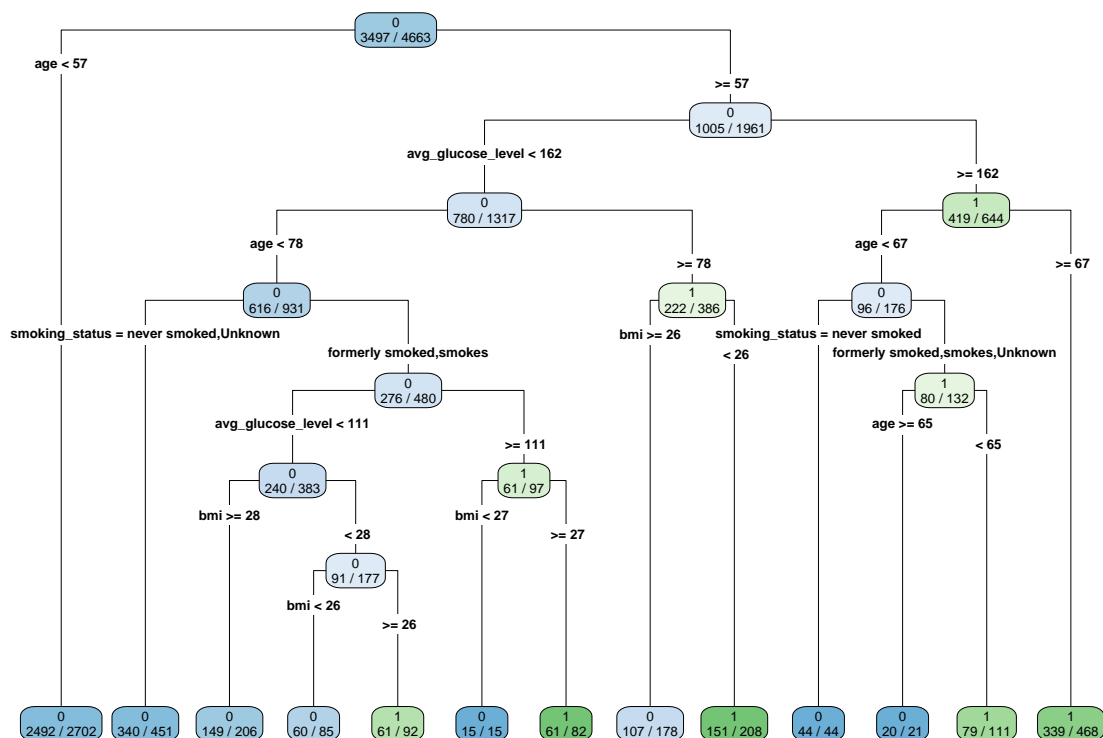 0
3497 / 4663
age < 57
>= 57
0
1005 / 1961
avg_glucose_level < 162
>= 162
0
780 / 1317
1
419 / 644
age < 78
>= 78
age < 67
>= 67
0
616 / 931
1
222 / 386
0
96 / 176
smoking_status = never smoked,Unknown
formerly smoked,smokes
bmi >= 26
< 26
smoking_status = never smoked
formerly smoked,smokes,Unknown
0
276 / 480
1
80 / 132
avg_glucose_level < 111
>= 111
age >= 65
< 65
0
240 / 383
1
61 / 97
bmi >= 28
< 28
bmi < 27
>= 27
0
91 / 177
bmi < 26
>= 26
0
2492 / 2702
0
340 / 451
0
149 / 206
0
60 / 85
1
61 / 92
0
15 / 15
1
61 / 82
0
107 / 178
1
151 / 208
0
44 / 44
0
20 / 21
1
79 / 111
1
339 / 468